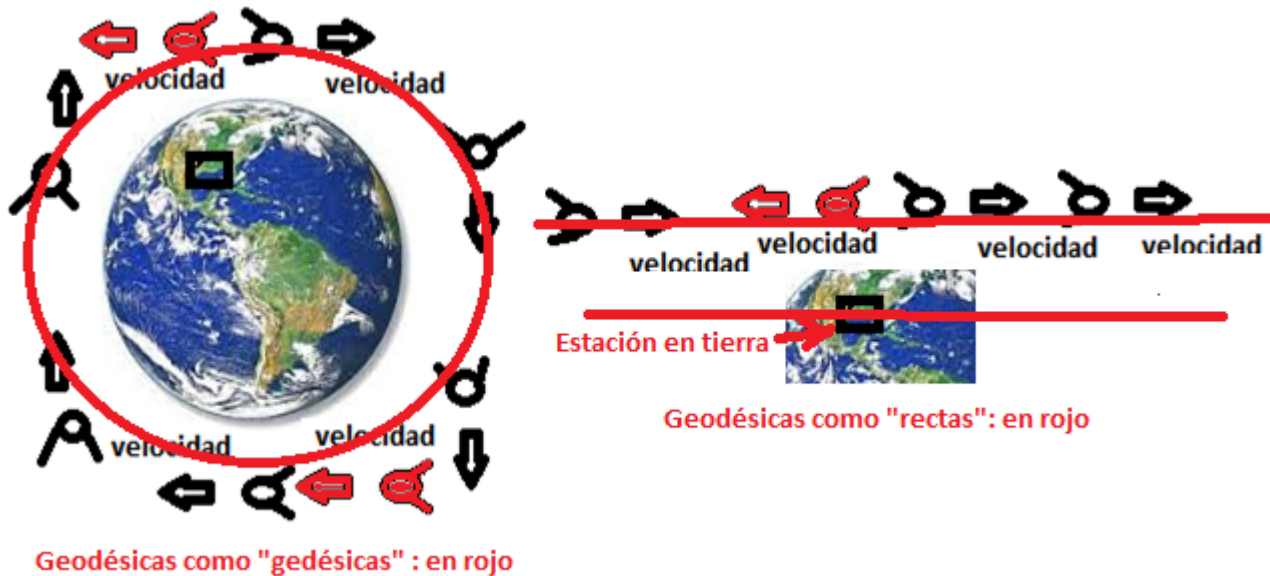 velocidad
velocidad
velocidad
velocidad
Geodésicas como "gedésicas" : en rojo
velocidad
velocidad
velocidad
velocidad
Estación en tierra
Geodésicas como "rectas": en rojo